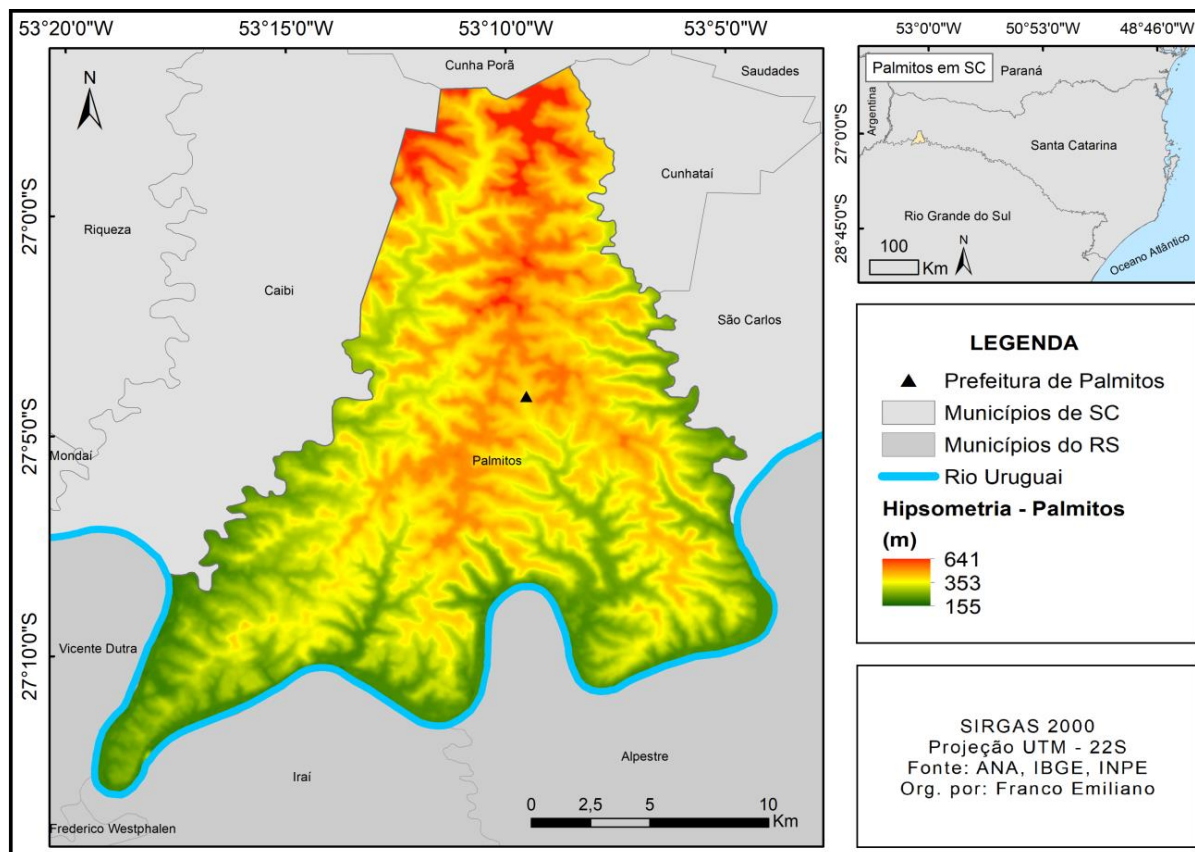 53°20'0"W
53°15'0"W
53°10'0"W
53°5'0"W
N
Cunha Porã
Saudades
Cunhataí
27°0'0"S
Riqueza
Caibi
São Carlos
27°5'0"S
Mondaí
Palmitos
27°10'0"S
Vicente Dutra
Iraí
Alpestre
Frederico Westphalen
0 2,5 5 10
Km
53°0'0"W
50°53'0"W
48°46'0"W
Palmitos em SC
Paraná
Argentina
27°0'0"S
Santa Catarina
Rio Grande do Sul
28°45'0"S
100
Km
N
Oceano Atlântico
LEGENDA
Prefeitura de Palmitos
Municípios de SC
Municípios do RS
Rio Uruguai
Hipsometria - Palmitos
(m)
641
353
155
SIRGAS 2000
Projeção UTM - 22S
Fonte: ANA, IBGE, INPE
Org. por: Franco Emiliano